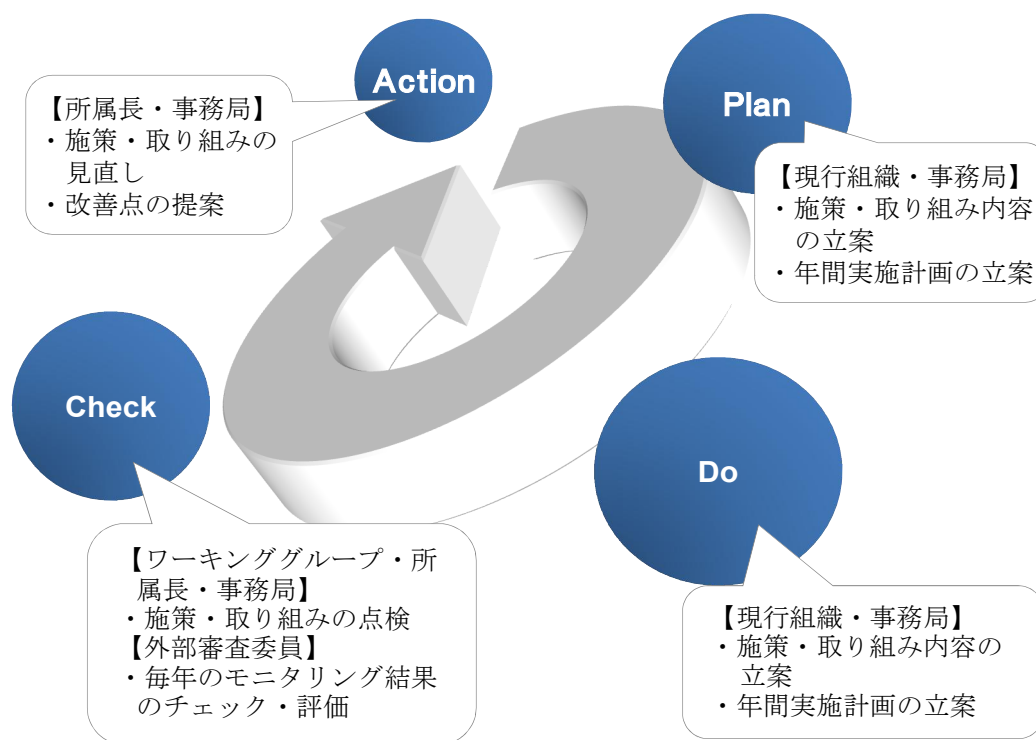 Action
【所属長・事務局】
・施策・取り組みの
見直し
・改善点の提案
Plan
【現行組織・事務局】
・施策・取り組み内容
の立案
・年間実施計画の立案
Check
【ワーキンググループ・所
属長・事務局】
・施策・取り組みの点検
【外部審査委員】
・毎年のモニタリング結果
のチェック・評価
Do
【現行組織・事務局】
・施策・取り組み内容の
立案
・年間実施計画の立案